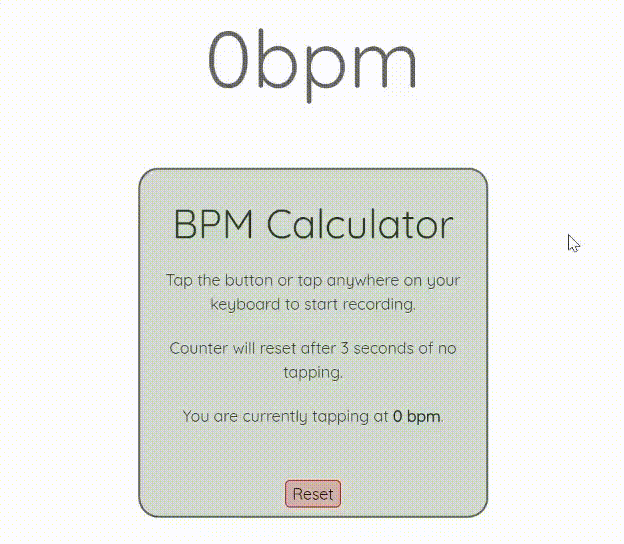 0bpm
BPM Calculator
Tap the button or tap anywhere on your
keyboard to start recording.
Counter will reset after 3 seconds of no
tapping.
You are currently tapping at 0 bpm.
Reset